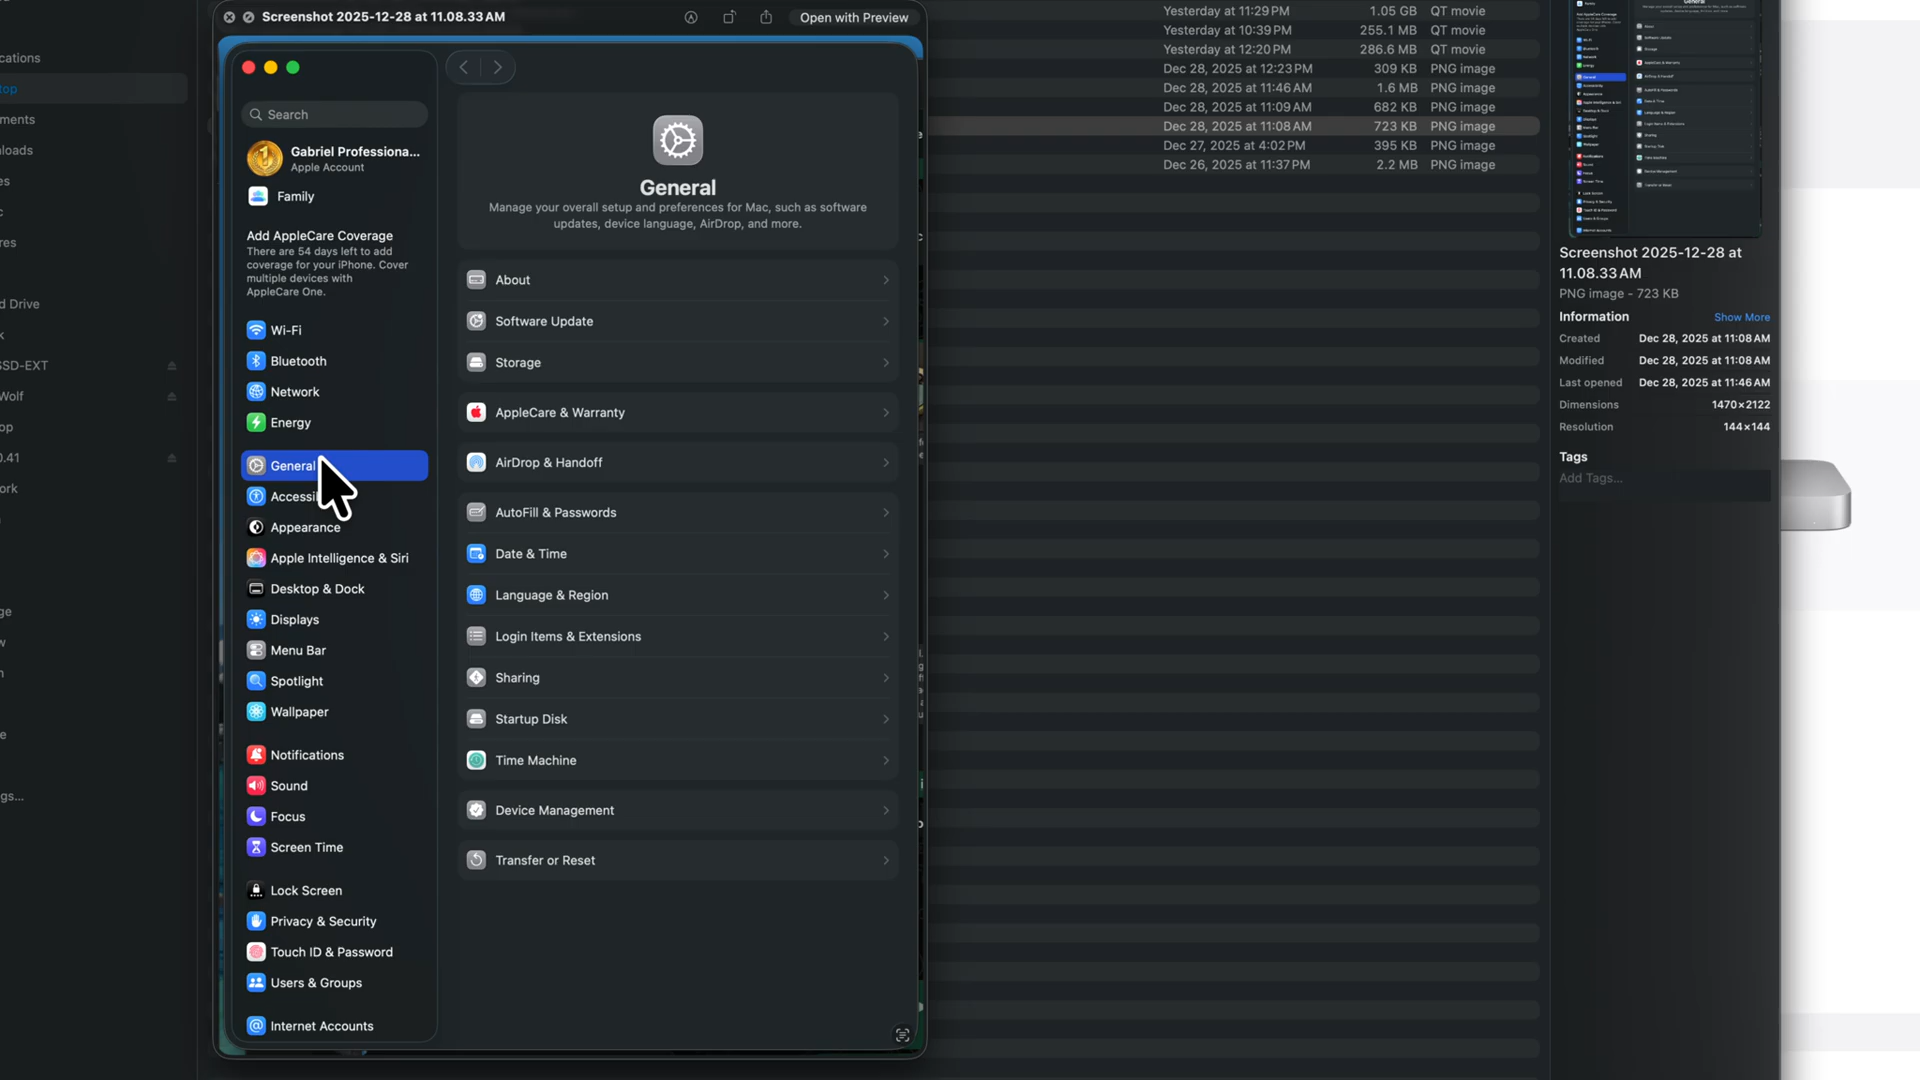 Screenshot 2025-12-28 at 11.08.33 AM
Open with Preview
Search
Gabriel Professiona...
Apple Account
Family
Add AppleCare Coverage
There are 54 days left to add
coverage for your iPhone. Cover
multiple devices with
AppleCare One.
Wi-Fi
Bluetooth
Network
Energy
General
Accessi
Appearance
Apple Intelligence & Siri
Desktop & Dock
Displays
Menu Bar
Spotlight
Wallpaper
Notifications
Sound
Focus
Screen Time
Lock Screen
Privacy & Security
Touch ID & Password
Users & Groups
Internet Accounts
General
Manage your overall setup and preferences for Mac, such as software
updates, device language, AirDrop, and more.
About
Software Update
Storage
AppleCare & Warranty
AirDrop & Handoff
AutoFill & Passwords
Date & Time
Language & Region
Login Items & Extensions
Sharing
Startup Disk
Time Machine
Device Management
Transfer or Reset
Yesterday at 11:29 PM 1.05 GB QT movie
Yesterday at 10:39 PM 255.1 MB QT movie
Yesterday at 12:20 PM 286.6 MB QT movie
Dec 28, 2025 at 12:23 PM 309 KB PNG image
Dec 28, 2025 at 11:46 AM 1.6 MB PNG image
Dec 28, 2025 at 11:09 AM 682 KB PNG image
Dec 28, 2025 at 11:08 AM 723 KB PNG image
Dec 27, 2025 at 4:02 PM 395 KB PNG image
Dec 26, 2025 at 11:37 PM 2.2 MB PNG image
Screenshot 2025-12-28 at
11.08.33 AM
PNG image - 723 KB
Information Show More
Created Dec 28, 2025 at 11:08 AM
Modified Dec 28, 2025 at 11:08 AM
Last opened Dec 28, 2025 at 11:46 AM
Dimensions 1470×2122
Resolution 144×144
Tags
Add Tags...
cations
top
ments
loads
es
c
res
d Drive
k
SSD-EXT
Wolf
op
0.41
ork
ge
w
n
e
gs...